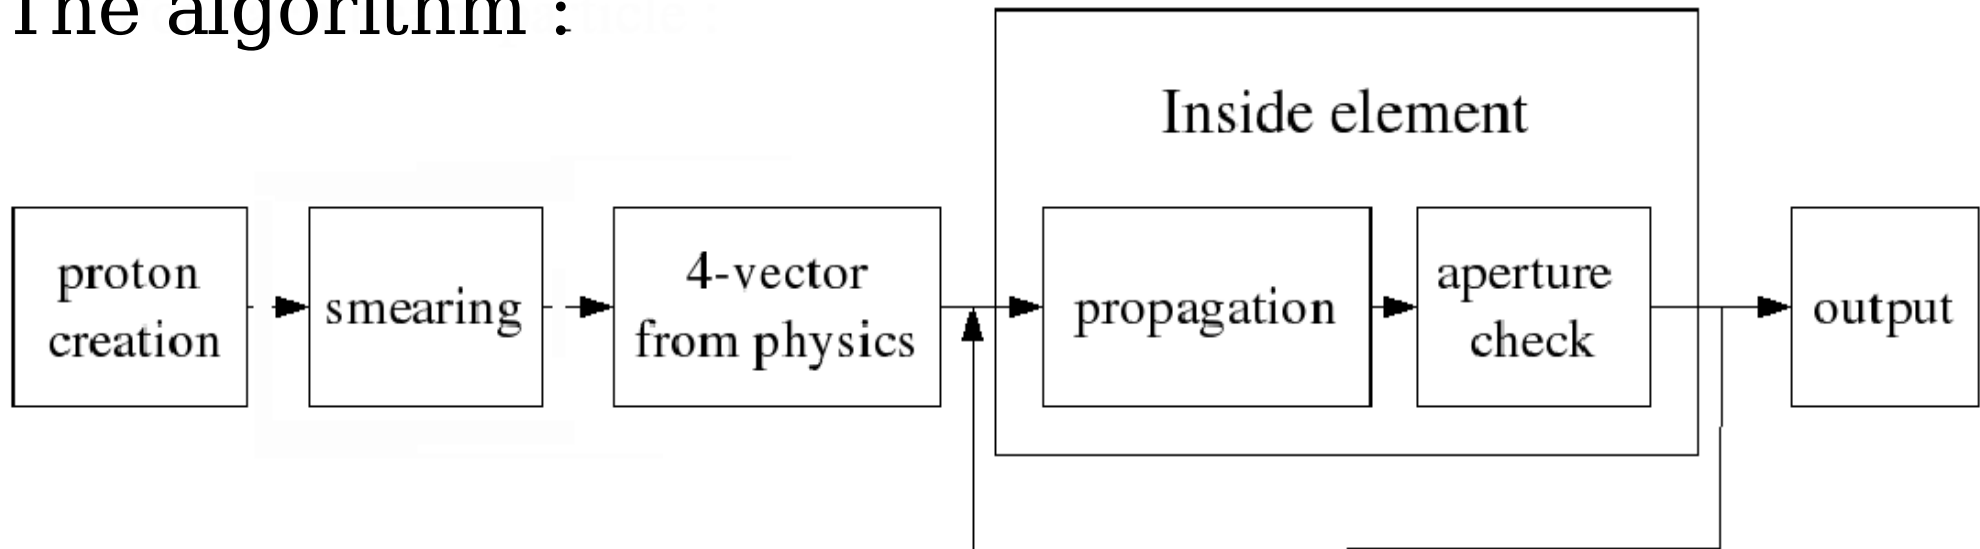 The algorithm :
Inside element
proton
creation
smearing
4-vector
from physics
propagation
aperture
check
output